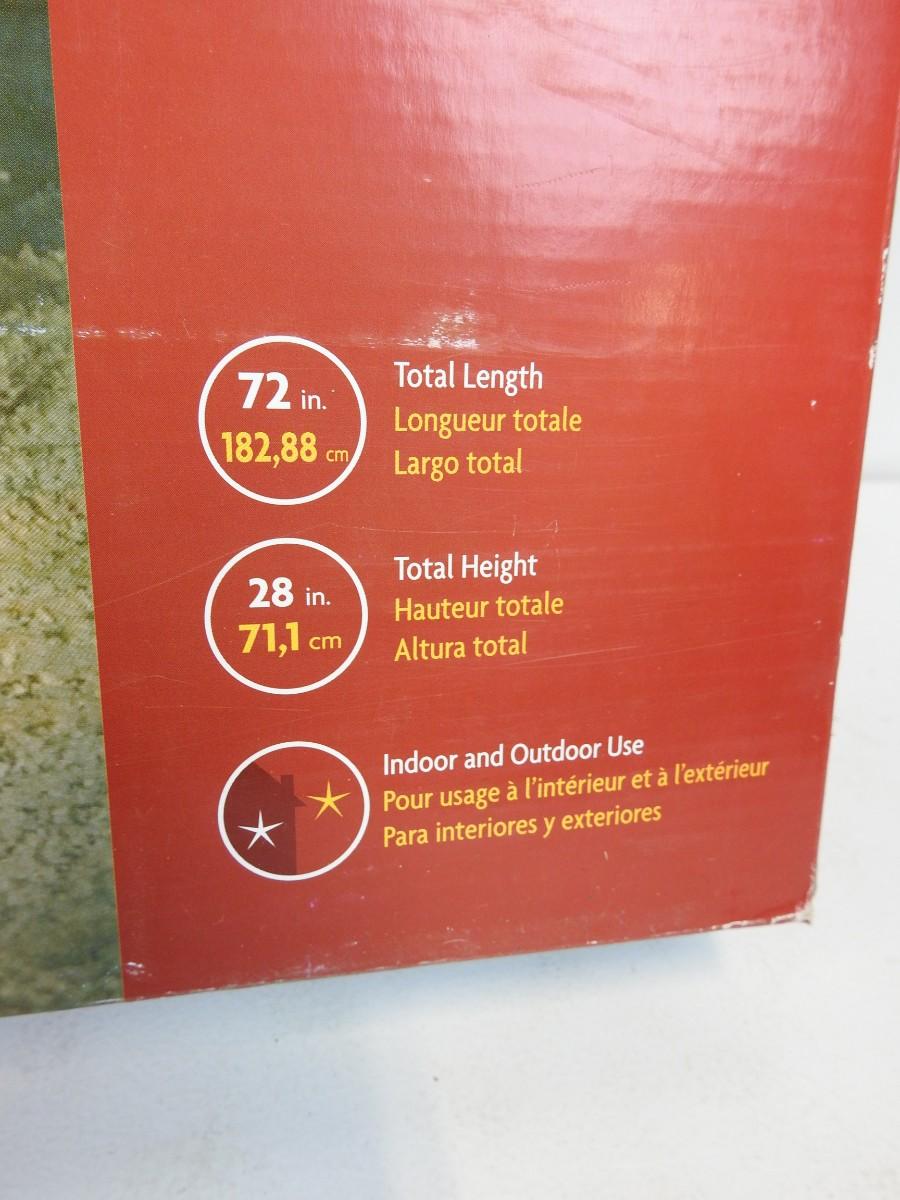 72 in.
182,88 cm
Total Length
Longueur totale
Largo total
28 in.
71,1 cm
Total Height
Hauteur totale
Altura total
Indoor and Outdoor Use
Pour usage à l'intérieur et à l'extérieur
Para interiores y exteriores